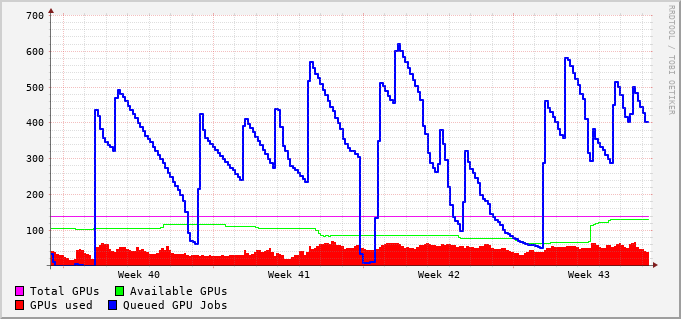 700
600
500
400
300
200
100
Week 40 Week 41 Week 42 Week 43
Total GPUs Available GPUs
GPUs used Queued GPU Jobs
RRDTOOL / TOBI OETIKER